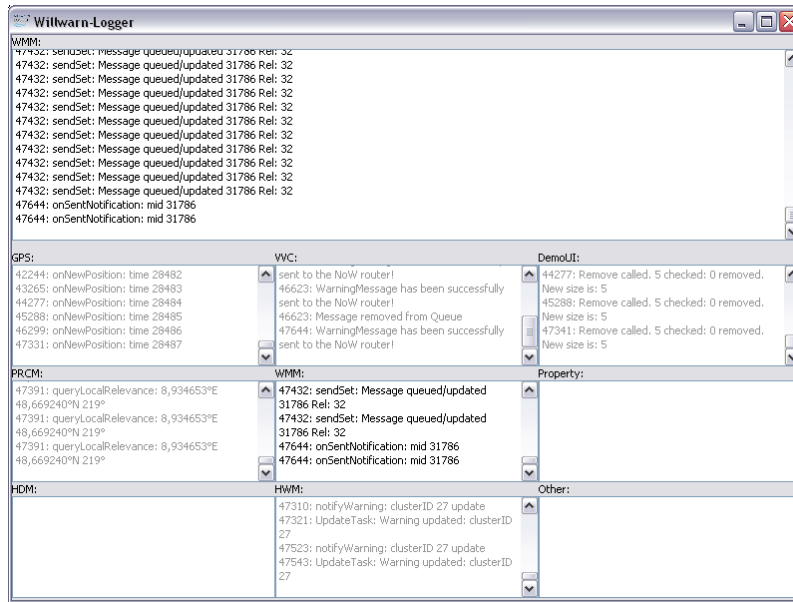 Willwarn-Logger
WMM:
47432: sendSet: Message queued/updated 31786 Rel: 32
47432: sendSet: Message queued/updated 31786 Rel: 32
47432: sendSet: Message queued/updated 31786 Rel: 32
47432: sendSet: Message queued/updated 31786 Rel: 32
47432: sendSet: Message queued/updated 31786 Rel: 32
47432: sendSet: Message queued/updated 31786 Rel: 32
47432: sendSet: Message queued/updated 31786 Rel: 32
47432: sendSet: Message queued/updated 31786 Rel: 32
47432: sendSet: Message queued/updated 31786 Rel: 32
47432: sendSet: Message queued/updated 31786 Rel: 32
47432: sendSet: Message queued/updated 31786 Rel: 32
47644: onSentNotification: mid 31786
47644: onSentNotification: mid 31786
GPS:
42244: onNewPosition: time 28482
43265: onNewPosition: time 28483
44277: onNewPosition: time 28484
45288: onNewPosition: time 28485
46299: onNewPosition: time 28486
47331: onNewPosition: time 28487
VVC:
sent to the NoW router!
46623: WarningMessage has been successfully
sent to the NoW router!
46623: Message removed from Queue
47644: WarningMessage has been successfully
sent to the NoW router!
DemoUI:
44277: Remove called. 5 checked: 0 removed.
New size is: 5
45288: Remove called. 5 checked: 0 removed.
New size is: 5
47341: Remove called. 5 checked: 0 removed.
New size is: 5
PRCM:
47391: queryLocalRelevance: 8,934653°E
48,669240°N 219°
47391: queryLocalRelevance: 8,934653°E
48,669240°N 219°
47391: queryLocalRelevance: 8,934653°E
48,669240°N 219°
WMM:
47432: sendSet: Message queued/updated
31786 Rel: 32
47432: sendSet: Message queued/updated
31786 Rel: 32
47644: onSentNotification: mid 31786
47644: onSentNotification: mid 31786
Property:
HDM:
HWM:
47310: notifyWarning: clusterID 27 update
47321: UpdateTask: Warning updated: clusterID
27
47523: notifyWarning: clusterID 27 update
47543: UpdateTask: Warning updated: clusterID
27
Other: